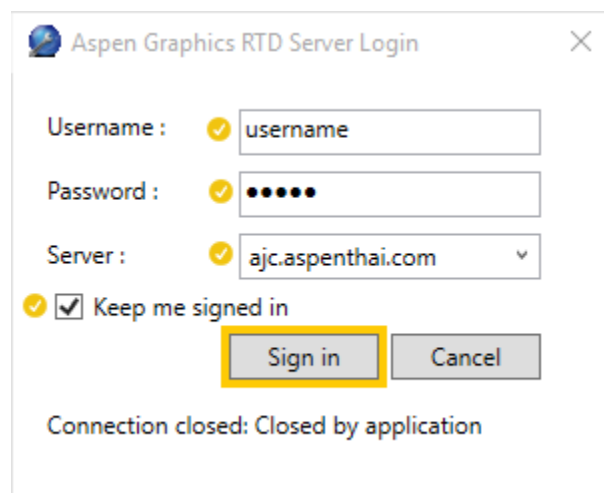 Aspen Graphics RTD Server Login
Username : username
Password : •••••
Server : ajc.aspenthai.com
Keep me signed in
Sign in Cancel
Connection closed: Closed by application